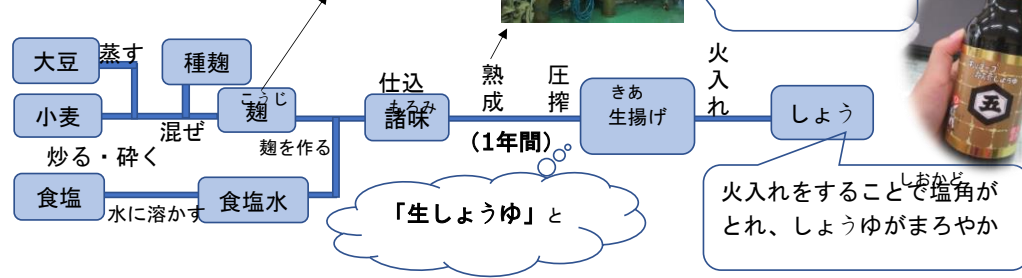 大豆
蒸す
種麹
小麦
混ぜ
炒る・砕く
こうじ
麹
麹を作る
食塩
水に溶かす
食塩水
仕込
もろみ
諸味
熟成
(1年間)
圧搾
きあ
生揚げ
火入れ
しょう
「生しょうゆ」と
しおかど
火入れをすることで塩角が
とれ、しょうゆがまろやか
五